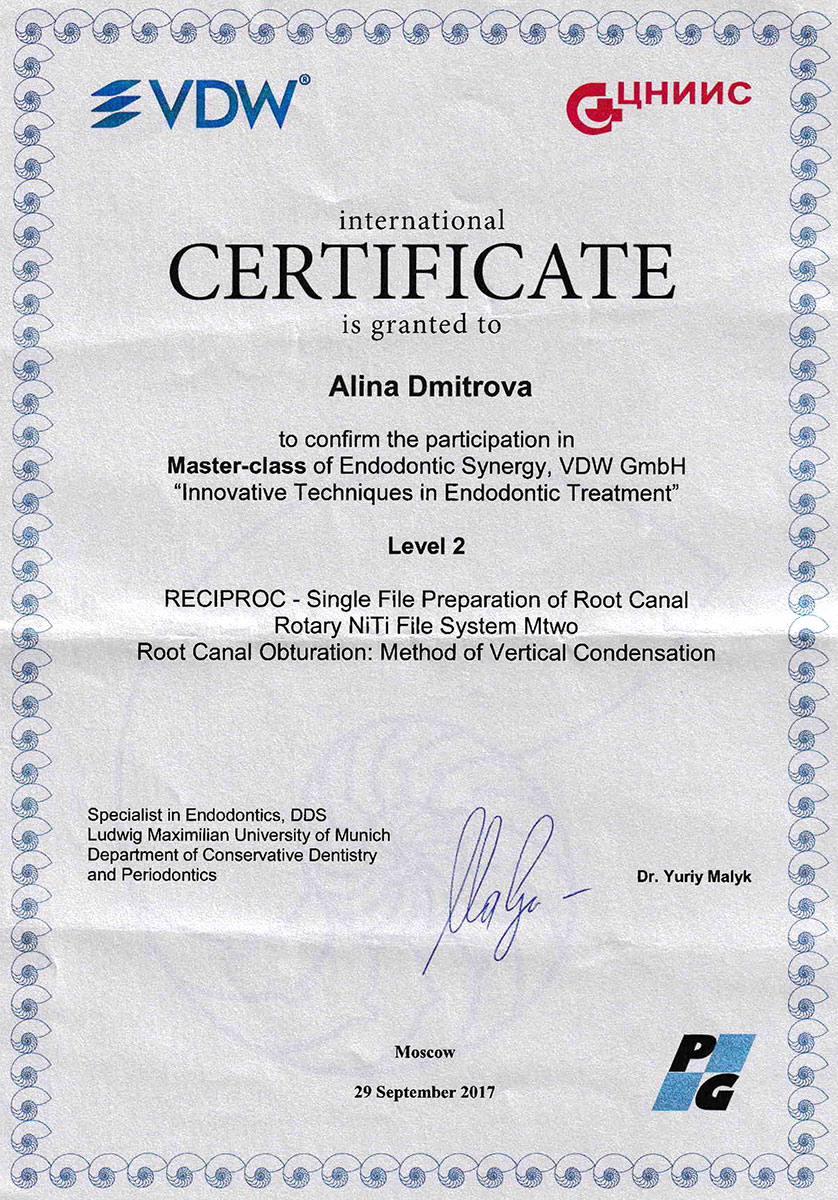 VDW®
ЦНИИС
international
CERTIFICATE
is granted to
Alina Dmitrova
to confirm the participation in
Master-class of Endodontic Synergy, VDW GmbH
“Innovative Techniques in Endodontic Treatment”
Level 2
RECIPROC - Single File Preparation of Root Canal
Rotary NiTi File System Mtwo
Root Canal Obturation: Method of Vertical Condensation
Specialist in Endodontics, DDS
Ludwig Maximilian University of Munich
Department of Conservative Dentistry
and Periodontics
Dr. Yuriy Malyk
Moscow
29 September 2017
PG